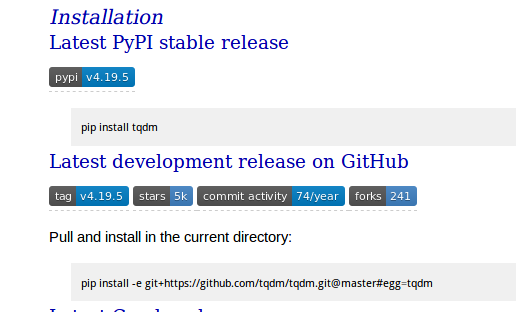 Installation
Latest PyPI stable release
pypi v4.19.5
pip install tqdm
Latest development release on GitHub
tag v4.19.5 stars 5k commit activity 74/year forks 241
Pull and install in the current directory:
pip install -e git+https://github.com/tqdm/tqdm.git@master#egg=tqdm